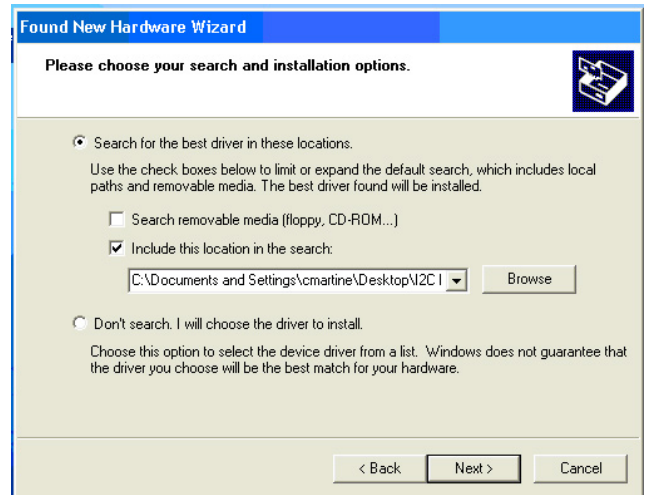 Found New Hardware Wizard
Please choose your search and installation options.
Search for the best driver in these locations.
Use the check boxes below to limit or expand the default search, which includes local
paths and removable media. The best driver found will be installed.
Search removable media (floppy, CD-ROM...)
Include this location in the search:
C:\Documents and Settings\cmartine\Desktop\I2C I
Browse
Don't search. I will choose the driver to install.
Choose this option to select the device driver from a list. Windows does not guarantee that
the driver you choose will be the best match for your hardware.
< Back
Next >
Cancel